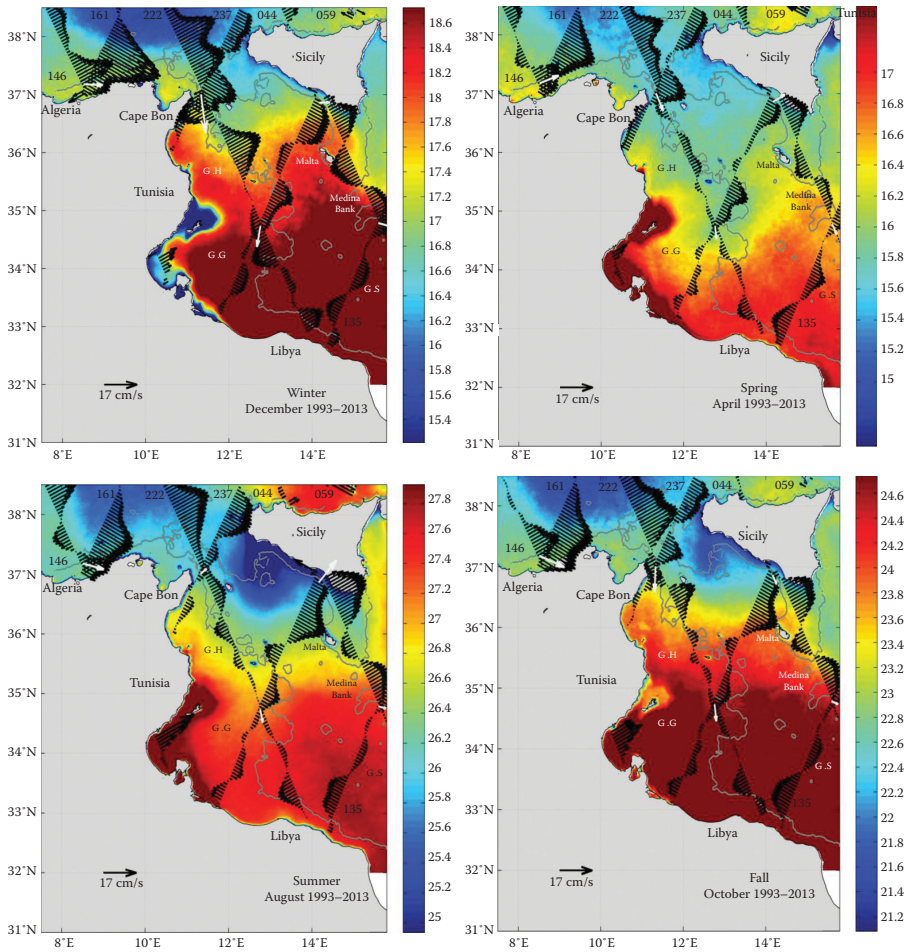 161 222 237 044 059
38°N
146
Sicily
37°N
Algeria
Cape Bon
36°N
G.H
Malta
Tunisia
Medina
Bank
35°N
G.G
34°N
G.S
135
33°N
Libya
32°N
17 cm/s
Winter
December 1993–2013
31°N
8°E 10°E 12°E 14°E
18.6
18.4
18.2
18
17.8
17.6
17.4
17.2
17
16.8
16.6
16.4
16.2
16
15.8
15.6
15.4
161 222 237 044 059 Tunisia
38°N
146
Sicily
37°N
Algeria
Cape Bon
36°N
G.H
Malta
Medina
Bank
35°N
G.G
34°N
G.S
135
33°N
Libya
32°N
17 cm/s
Spring
April 1993–2013
31°N
8°E 10°E 12°E 14°E
17
16.8
16.6
16.4
16.2
16
15.8
15.6
15.4
15.2
15
161 222 237 044 059
38°N
Sicily
146
37°N
Algeria
Cape Bon
36°N
G.H
Malta
Tunisia
Medina
Bank
35°N
G.G
34°N
G.S
135
33°N
Libya
32°N
17 cm/s
Summer
August 1993–2013
31°N
8°E 10°E 12°E 14°E
27.8
27.6
27.4
27.2
27
26.8
26.6
26.4
26.2
26
25.8
25.6
25.4
25.2
25
161 222 237 044 059
38°N
Sicily
146
37°N
Algeria
Cape Bon
36°N
G.H
Malta
Tunisia
Medina
Bank
35°N
G.G
34°N
G.S
135
33°N
Libya
32°N
17 cm/s
Fall
October 1993–2013
31°N
8°E 10°E 12°E 14°E
24.6
24.4
24.2
24
23.8
23.6
23.4
23.2
23
22.8
22.6
22.4
22.2
22
21.8
21.6
21.4
21.2